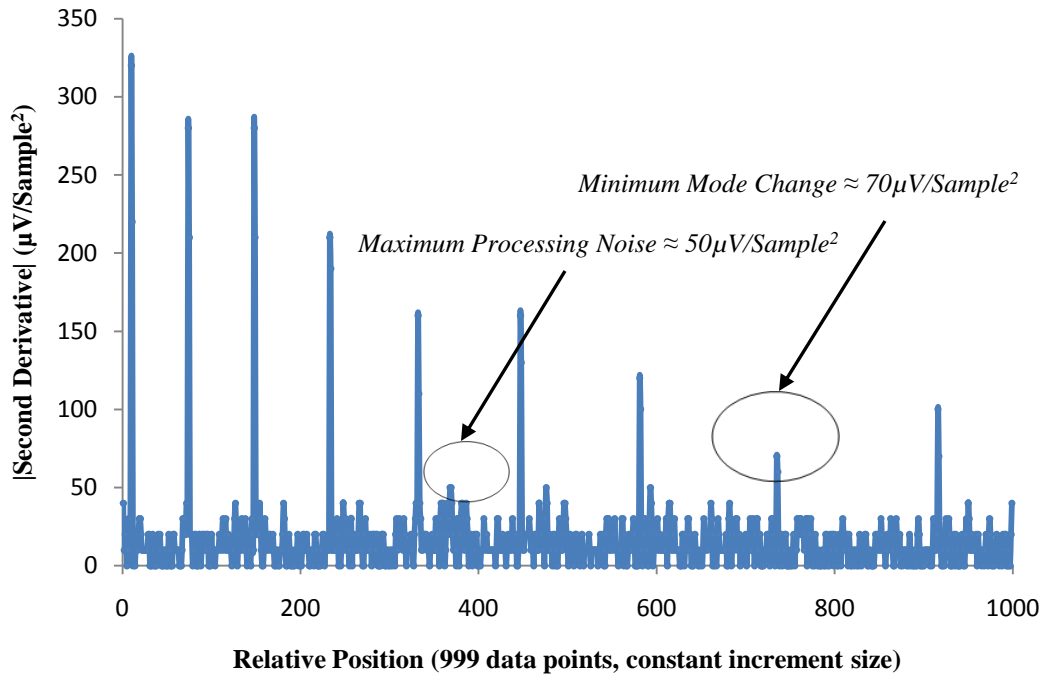 350
300
250
200
150
100
50
0
|Second Derivative| (µV/Sample²)
Minimum Mode Change ≈ 70µV/Sample²
Maximum Processing Noise ≈ 50µV/Sample²
0 200 400 600 800 1000
Relative Position (999 data points, constant increment size)